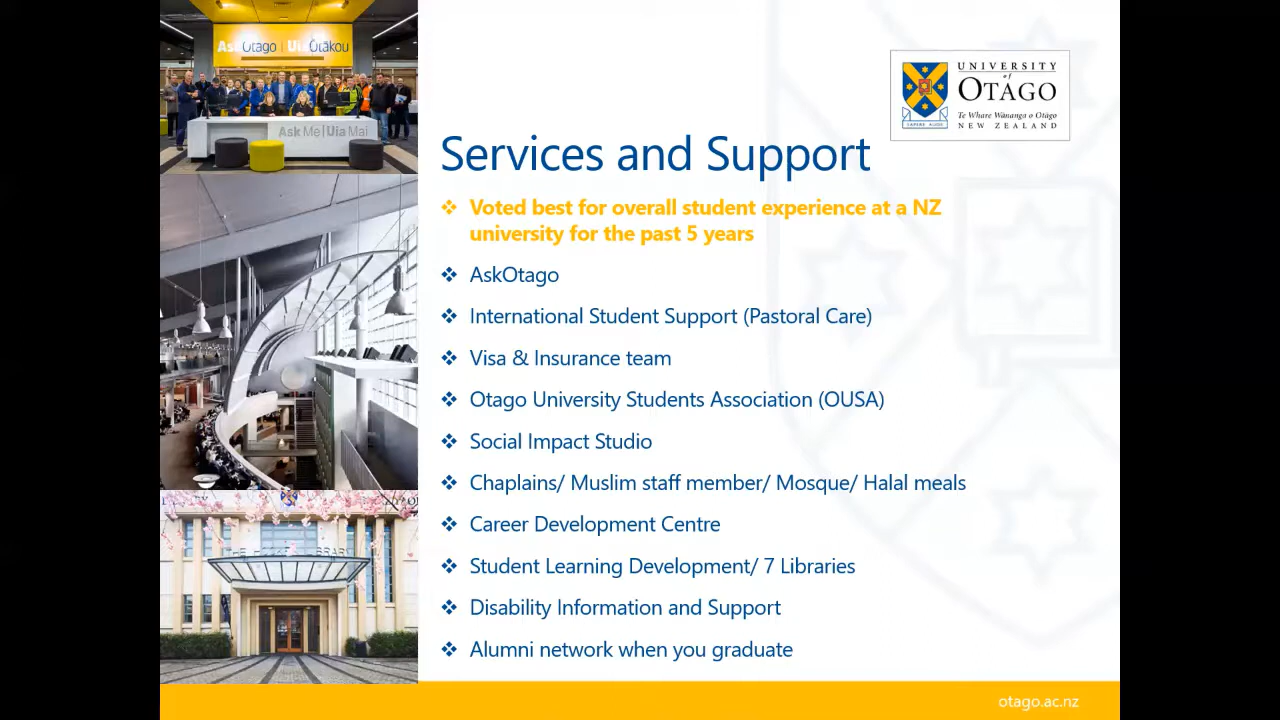 AskOtago | Uia Ōtākou
Ask Me | Uia Mai
UNIVERSITY
of
OTAGO
Te Whare Wānanga o Otāgo
NEW ZEALAND
SAPERE AUDE
Services and Support
❖ Voted best for overall student experience at a NZ
university for the past 5 years
❖ AskOtago
❖ International Student Support (Pastoral Care)
❖ Visa & Insurance team
❖ Otago University Students Association (OUSA)
❖ Social Impact Studio
❖ Chaplains/ Muslim staff member/ Mosque/ Halal meals
❖ Career Development Centre
❖ Student Learning Development/ 7 Libraries
❖ Disability Information and Support
❖ Alumni network when you graduate
otago.ac.nz